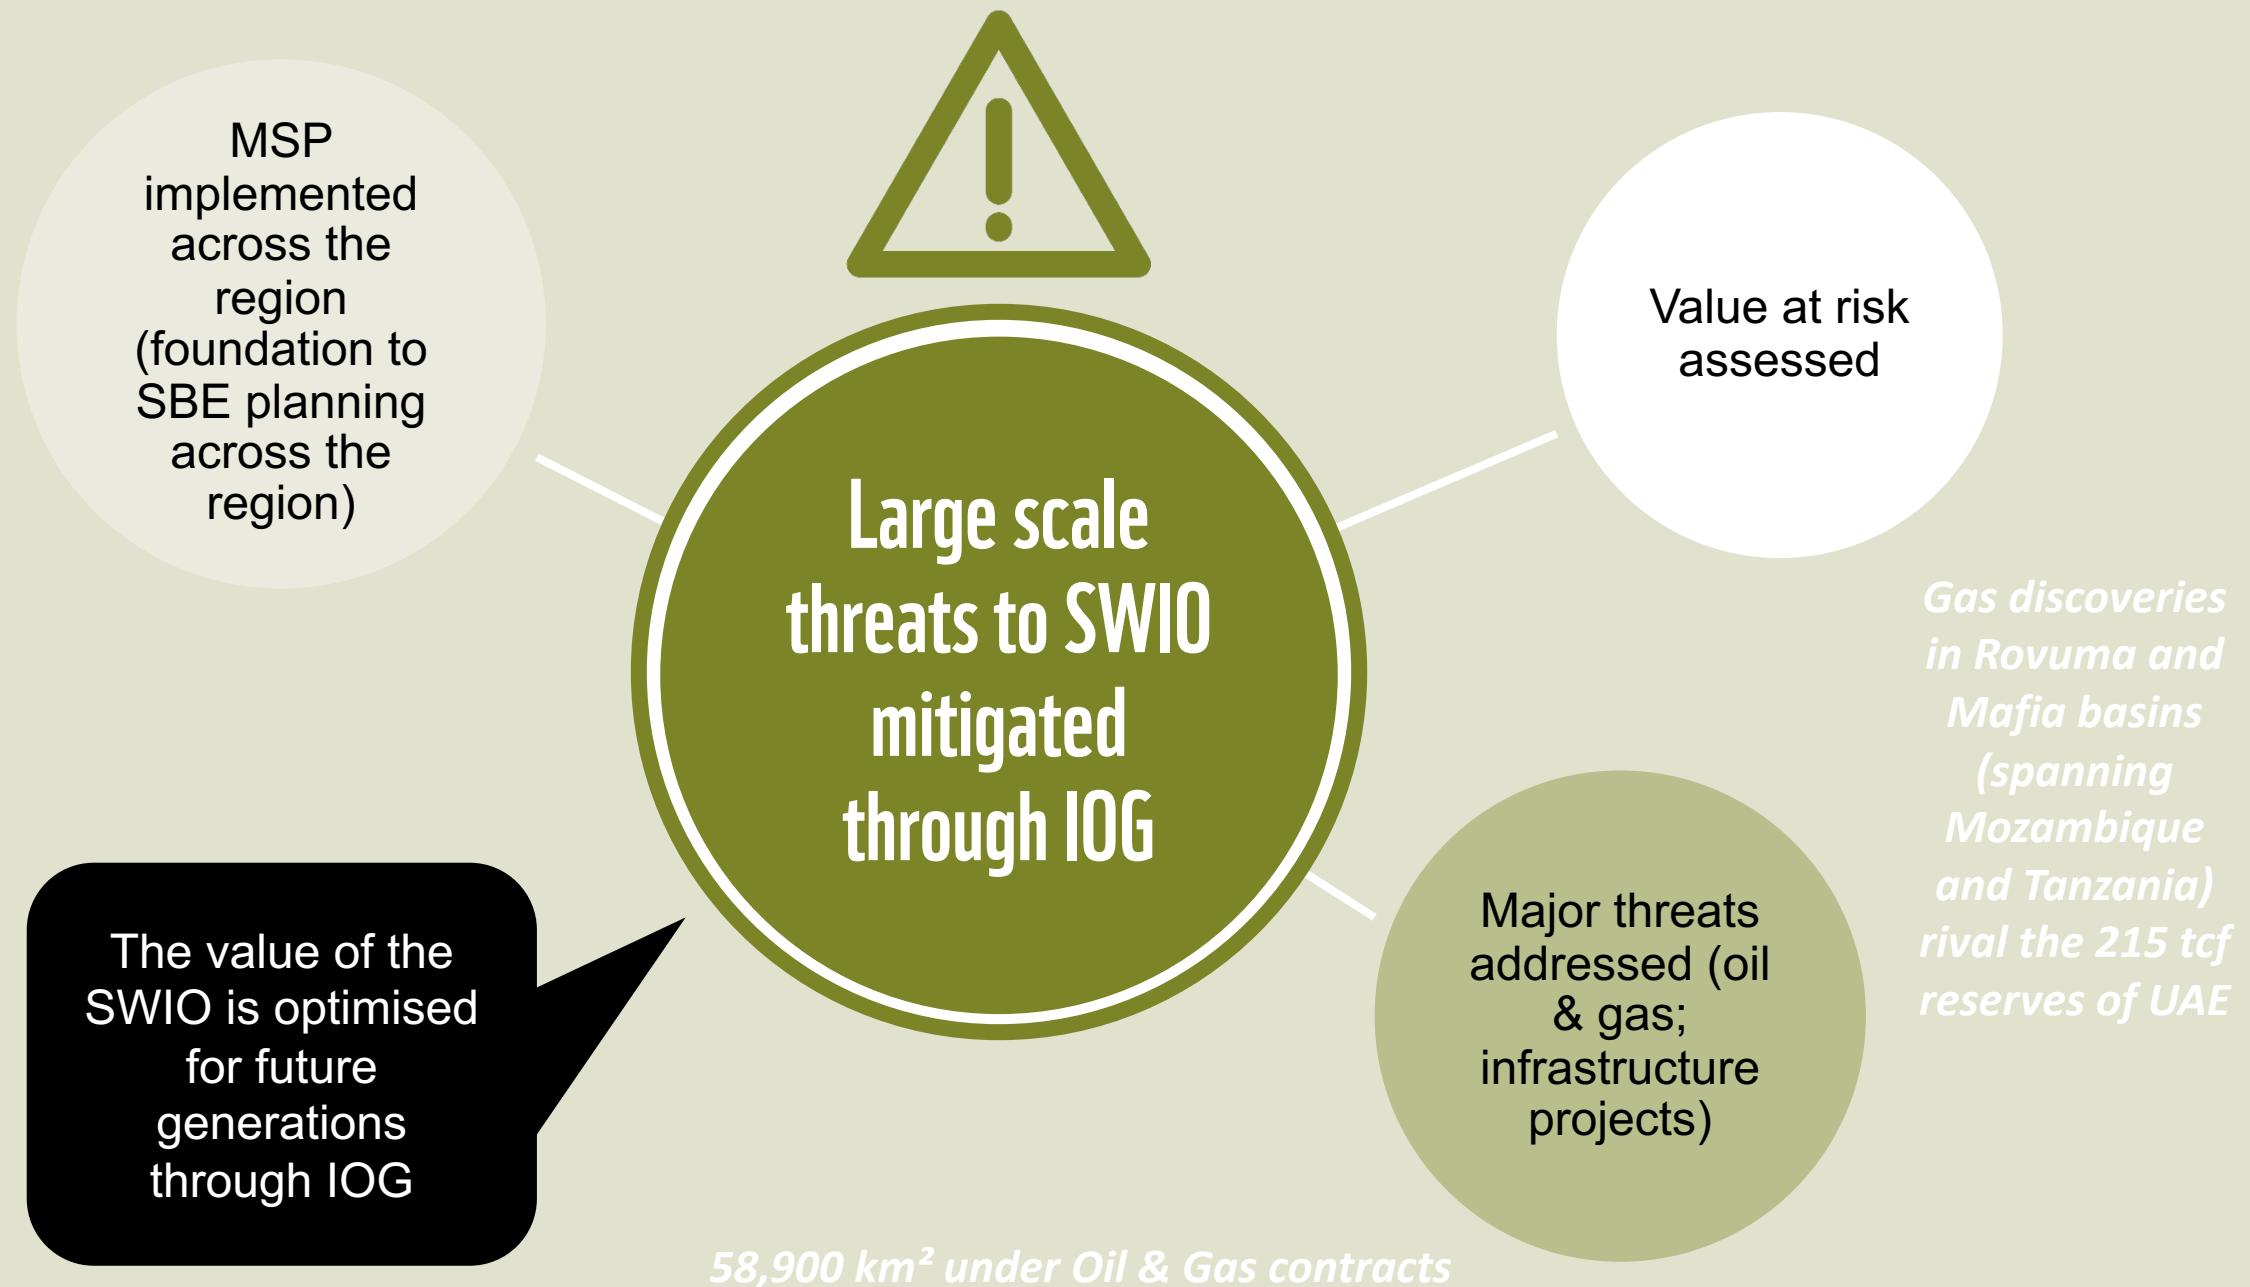 MSP
implemented
across the
region
(foundation to
SBE planning
across the
region)
Large scale
threats to SWIO
mitigated
through IOG
Value at risk
assessed
Gas discoveries
in Rovuma and
Mafia basins
(spanning
Mozambique
and Tanzania)
rival the 215 tcf
reserves of UAE
Major threats
addressed (oil
& gas;
infrastructure
projects)
The value of the
SWIO is optimised
for future
generations
through IOG
58,900 km² under Oil & Gas contracts